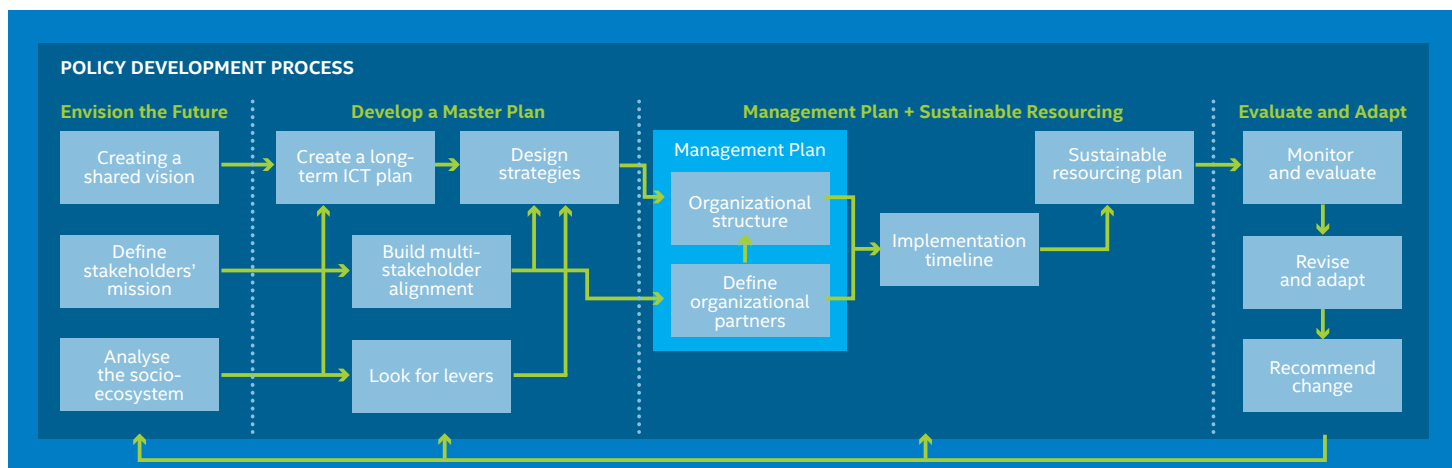 POLICY DEVELOPMENT PROCESS
Envision the Future
Creating a
shared vision
Define
stakeholders'
mission
Analyse
the socio-
ecosystem
Develop a Master Plan
Create a long-
term ICT plan
Design
strategies
Build multi-
stakeholder
alignment
Look for levers
Management Plan + Sustainable Resourcing
Management Plan
Organizational
structure
Define
organizational
partners
Implementation
timeline
Sustainable
resourcing plan
Evaluate and Adapt
Monitor
and evaluate
Revise
and adapt
Recommend
change